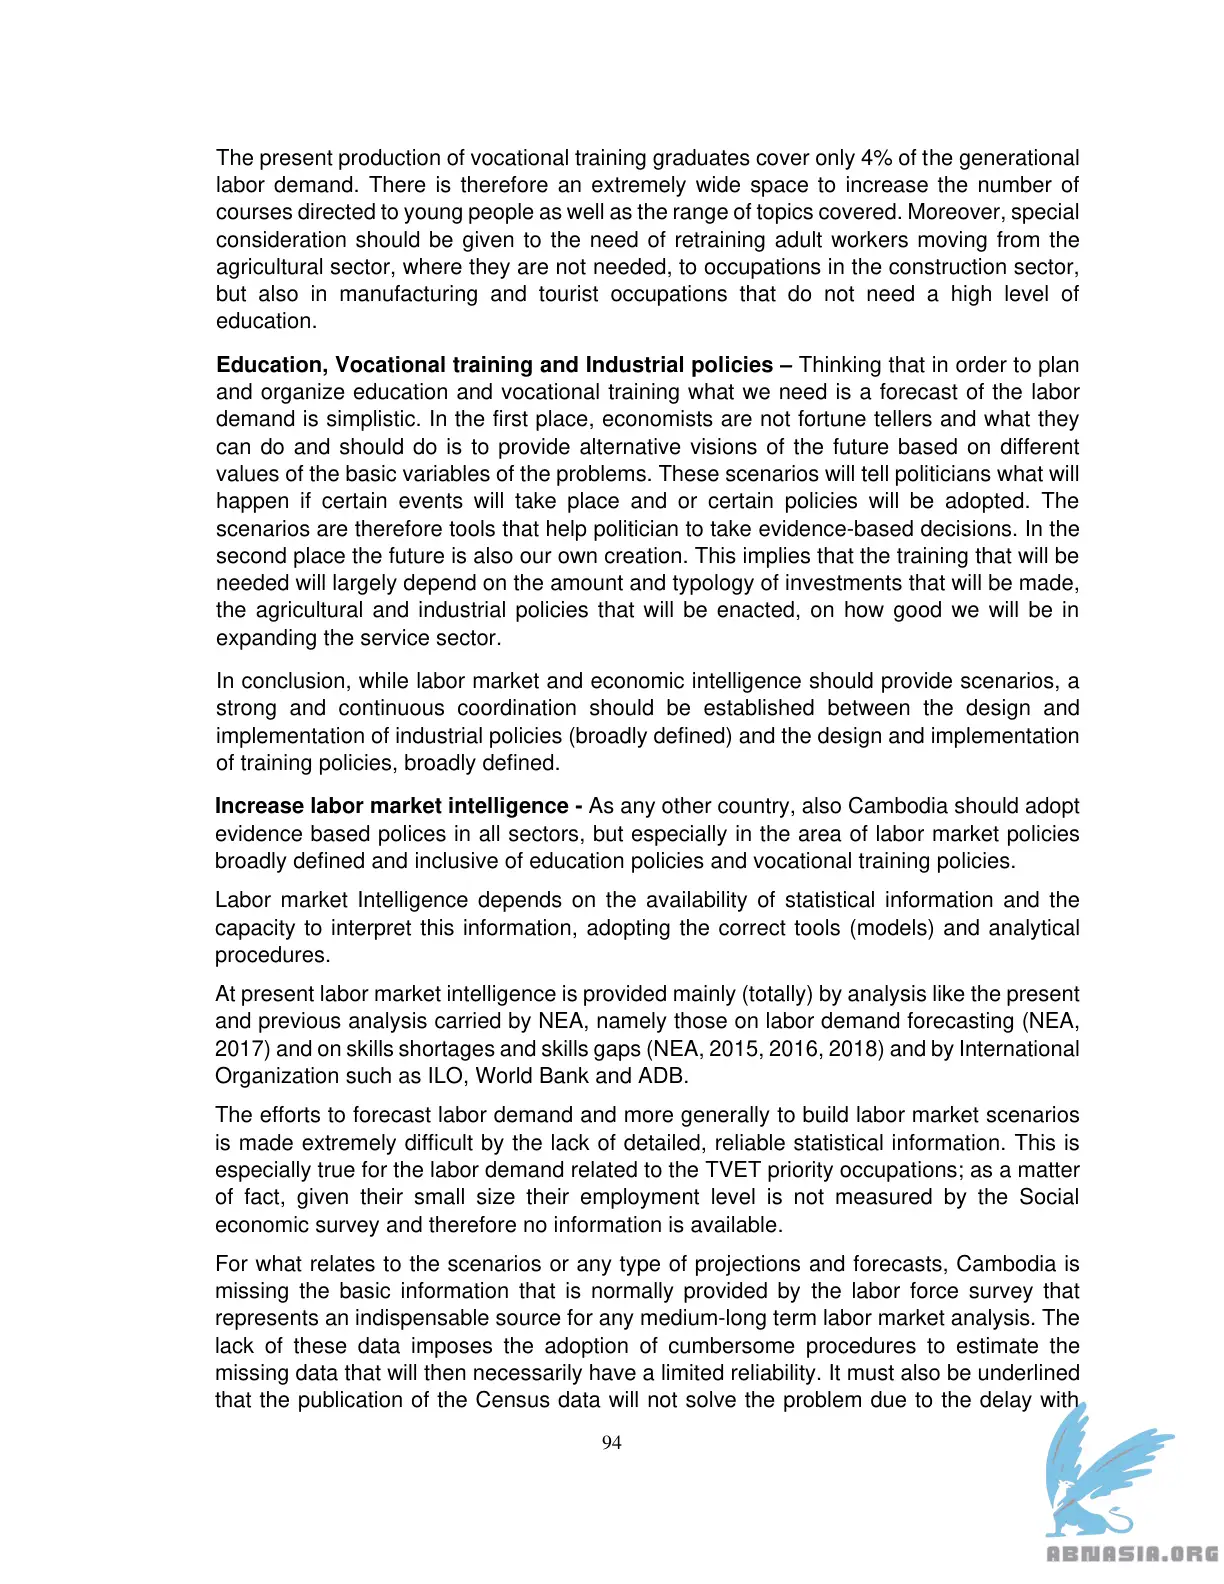 The present production of vocational training graduates cover only 4% of the generational
labor demand. There is therefore an extremely wide space to increase the number of
courses directed to young people as well as the range of topics covered. Moreover, special
consideration should be given to the need of retraining adult workers moving from the
agricultural sector, where they are not needed, to occupations in the construction sector,
but also in manufacturing and tourist occupations that do not need a high level of
education.
Education, Vocational training and Industrial policies – Thinking that in order to plan
and organize education and vocational training what we need is a forecast of the labor
demand is simplistic. In the first place, economists are not fortune tellers and what they
can do and should do is to provide alternative visions of the future based on different
values of the basic variables of the problems. These scenarios will tell politicians what will
happen if certain events will take place and or certain policies will be adopted. The
scenarios are therefore tools that help politician to take evidence-based decisions. In the
second place the future is also our own creation. This implies that the training that will be
needed will largely depend on the amount and typology of investments that will be made,
the agricultural and industrial policies that will be enacted, on how good we will be in
expanding the service sector.
In conclusion, while labor market and economic intelligence should provide scenarios, a
strong and continuous coordination should be established between the design and
implementation of industrial policies (broadly defined) and the design and implementation
of training policies, broadly defined.
Increase labor market intelligence - As any other country, also Cambodia should adopt
evidence based polices in all sectors, but especially in the area of labor market policies
broadly defined and inclusive of education policies and vocational training policies.
Labor market Intelligence depends on the availability of statistical information and the
capacity to interpret this information, adopting the correct tools (models) and analytical
procedures.
At present labor market intelligence is provided mainly (totally) by analysis like the present
and previous analysis carried by NEA, namely those on labor demand forecasting (NEA,
2017) and on skills shortages and skills gaps (NEA, 2015, 2016, 2018) and by International
Organization such as ILO, World Bank and ADB.
The efforts to forecast labor demand and more generally to build labor market scenarios
is made extremely difficult by the lack of detailed, reliable statistical information. This is
especially true for the labor demand related to the TVET priority occupations; as a matter
of fact, given their small size their employment level is not measured by the Social
economic survey and therefore no information is available.
For what relates to the scenarios or any type of projections and forecasts, Cambodia is
missing the basic information that is normally provided by the labor force survey that
represents an indispensable source for any medium-long term labor market analysis. The
lack of these data imposes the adoption of cumbersome procedures to estimate the
missing data that will then necessarily have a limited reliability. It must also be underlined
that the publication of the Census data will not solve the problem due to the delay with
94
ABNASIA.ORG